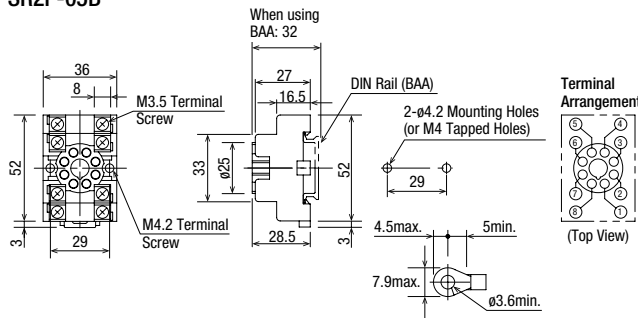 When using
BAA: 32
36
8
M3.5 Terminal
Screw
27
16.5
DIN Rail (BAA)
2-ø4.2 Mounting Holes
(or M4 Tapped Holes)
Terminal
Arrangement
52
33
ø25
52
29
5
4
6
3
7
2
8
1
(Top View)
3
29
M4.2 Terminal
Screw
28.5
3
4.5max.
5min.
7.9max.
ø3.6min.